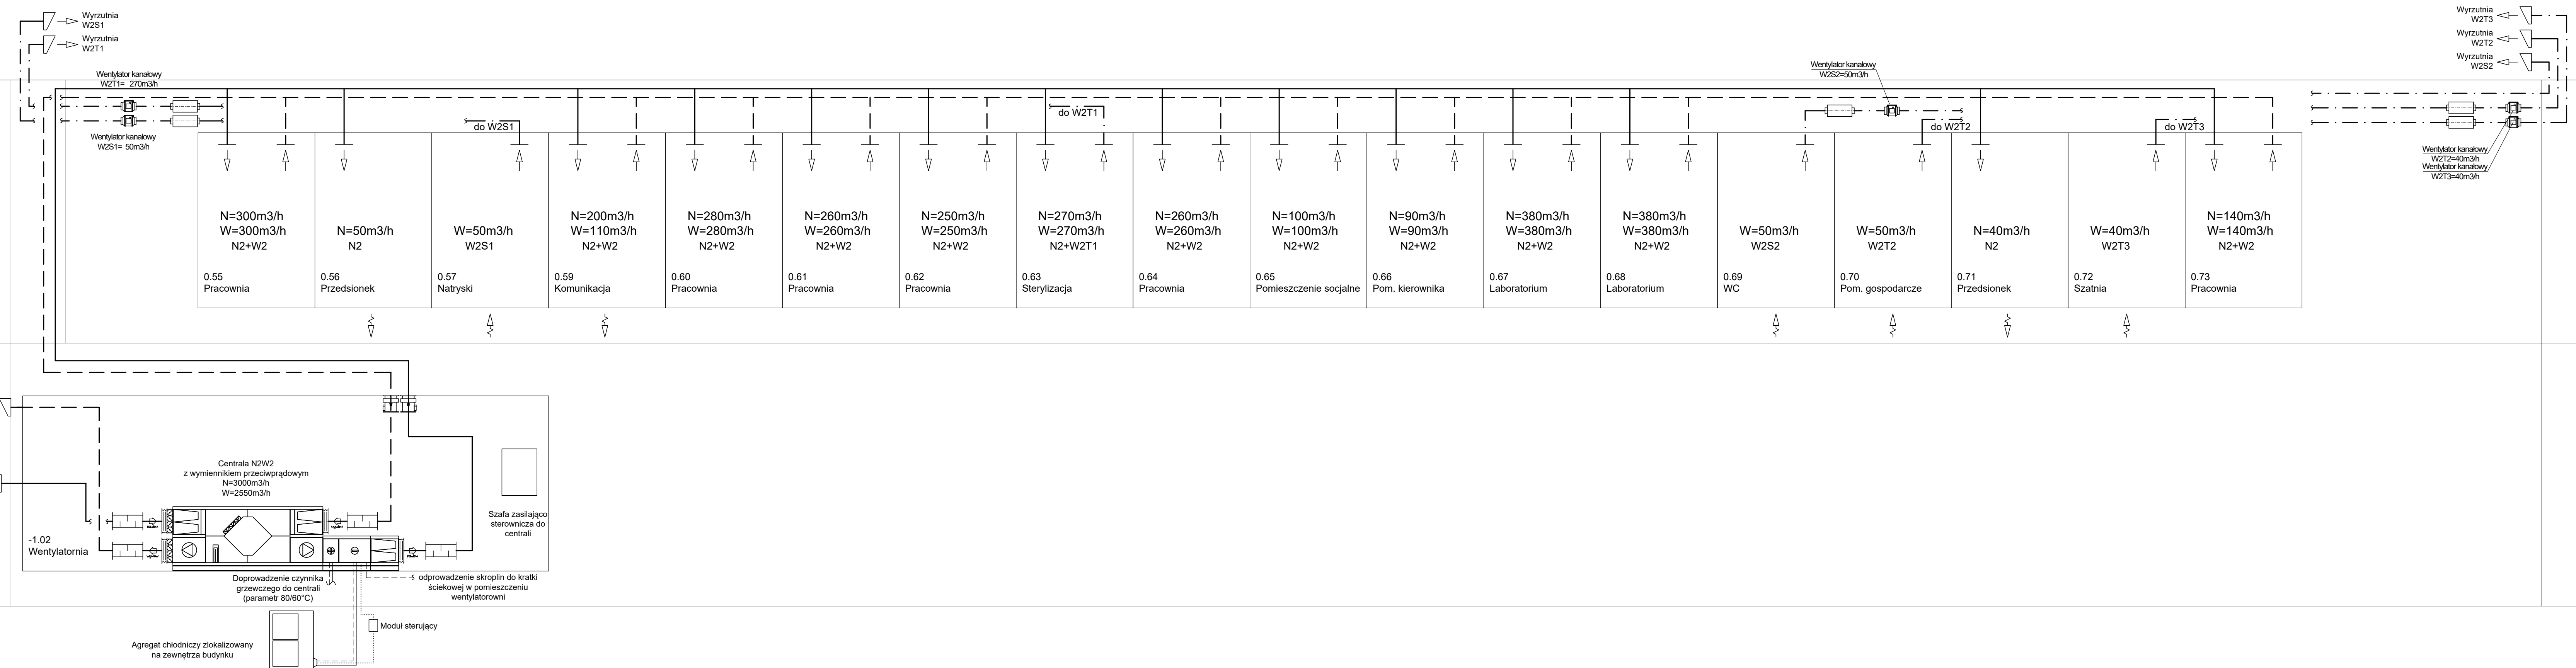 Wyrzutnia
W2S1
Wyrzutnia
W2T1
Wyrzutnia
W2T3
Wyrzutnia
W2T2
Wyrzutnia
W2S2
Wentylator kanałowy
W2T1= 270m3/h
Wentylator kanałowy
W2S1= 50m3/h
Wentylator kanałowy
W2S2=50m3/h
Wentylator kanałowy
W2T2=40m3/h
Wentylator kanałowy
W2T3=40m3/h
do W2S1
do W2T1
do W2T2
do W2T3
N=300m3/h
W=300m3/h
N2+W2
0.55
Pracownia
N=50m3/h
N2
0.56
Przedsionek
W=50m3/h
W2S1
0.57
Natryski
N=200m3/h
W=110m3/h
N2+W2
0.59
Komunikacja
N=280m3/h
W=280m3/h
N2+W2
0.60
Pracownia
N=260m3/h
W=260m3/h
N2+W2
0.61
Pracownia
N=250m3/h
W=250m3/h
N2+W2
0.62
Pracownia
N=270m3/h
W=270m3/h
N2+W2T1
0.63
Sterylizacja
N=260m3/h
W=260m3/h
N2+W2
0.64
Pracownia
N=100m3/h
W=100m3/h
N2+W2
0.65
Pomieszczenie socjalne
N=90m3/h
W=90m3/h
N2+W2
0.66
Pom. kierownika
N=380m3/h
W=380m3/h
N2+W2
0.67
Laboratorium
N=380m3/h
W=380m3/h
N2+W2
0.68
Laboratorium
W=50m3/h
W2S2
0.69
WC
W=50m3/h
W2T2
0.70
Pom. gospodarcze
N=40m3/h
N2
0.71
Przedsionek
W=40m3/h
W2T3
0.72
Szatnia
N=140m3/h
W=140m3/h
N2+W2
0.73
Pracownia
Centrala N2W2
z wymiennikiem przeciwprądowym
N=3000m3/h
W=2550m3/h
Szafa zasilająco
sterownicza do
centrali
-1.02
Wentylatornia
Doprowadzenie czynnika
grzewczego do centrali
(parametr 80/60°C)
odprowadzenie skroplin do kratki
ściekowej w pomieszczeniu
wentylatorowni
Moduł sterujący
Agregat chłodniczy zlokalizowany
na zewnętrza budynku